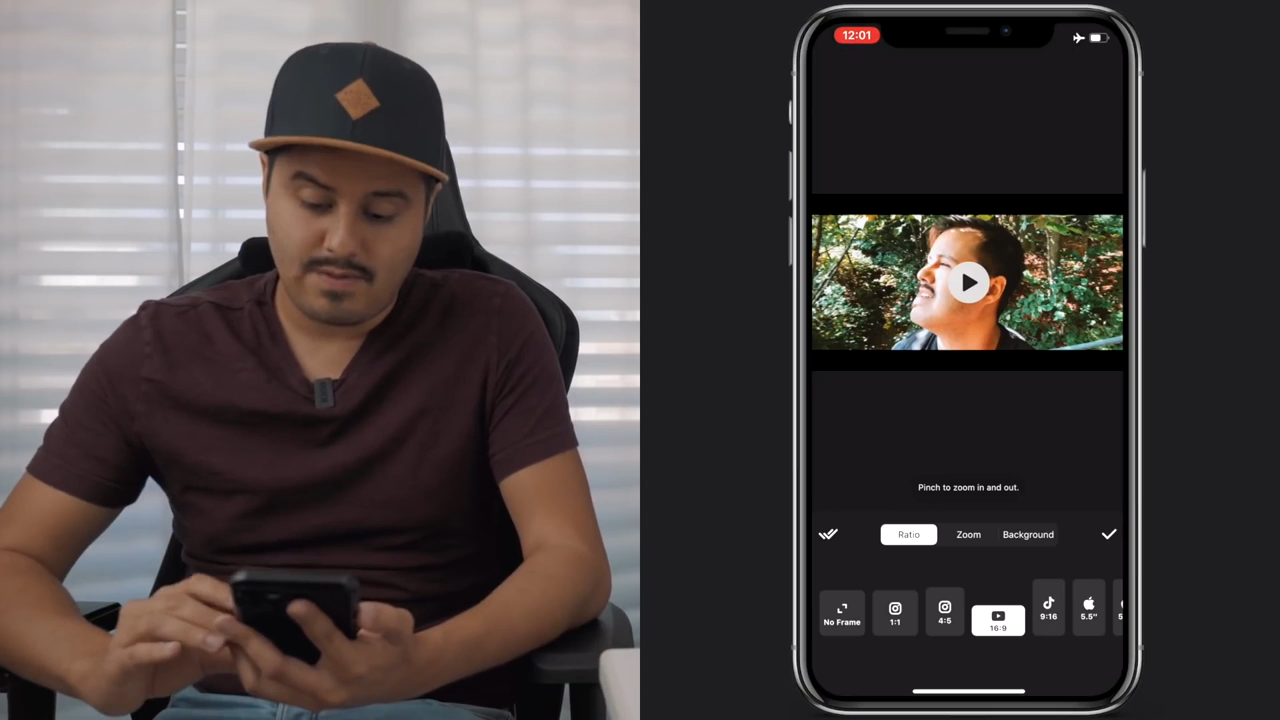 12:01
Pinch to zoom in and out.
Ratio Zoom Background
No Frame 1:1 4:5 16:9 9:16 5.5" 5